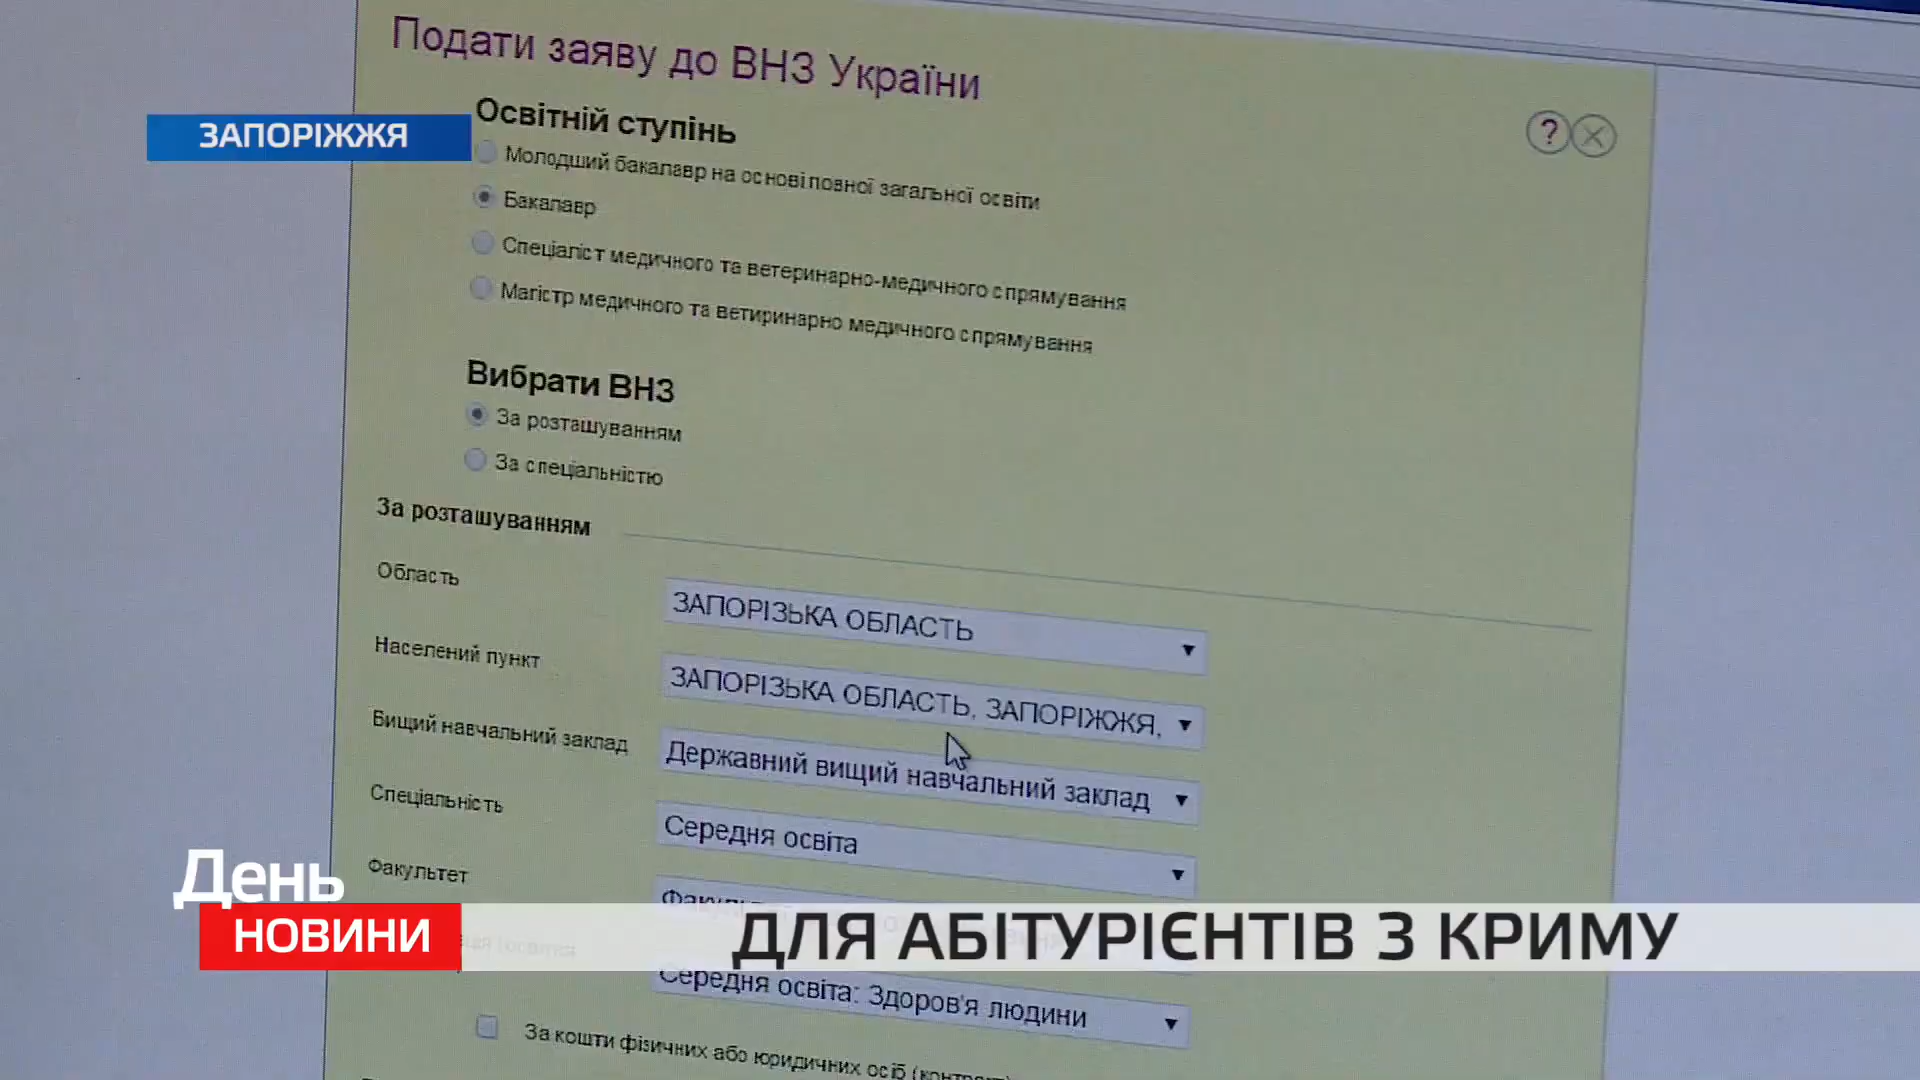 Подати заяву до ВНЗ України
ЗАПОРІЖЖЯ
Освітній ступінь
Молодший бакалавр на основі повної загальної освіти
Бакалавр
Спеціаліст медичного та ветеринарно-медичного спрямування
Магістр медичного та ветиринарно медичного спрямування
?
Вибрати ВНЗ
За розташуванням
За спеціальністю
За розташуванням
Область
ЗАПОРІЗЬКА ОБЛАСТЬ
Населений пункт
ЗАПОРІЗЬКА ОБЛАСТЬ, ЗАПОРІЖЖЯ,
Вищий навчальний заклад
Державний вищий навчальний заклад
Спеціальність
Середня освіта
Факультет
День
НОВИНИ
ДЛЯ АБІТУРІЄНТІВ З КРИМУ
Середня освіта: Здоров'я людини
За кошти фізичних або юридичних осіб (контракт)